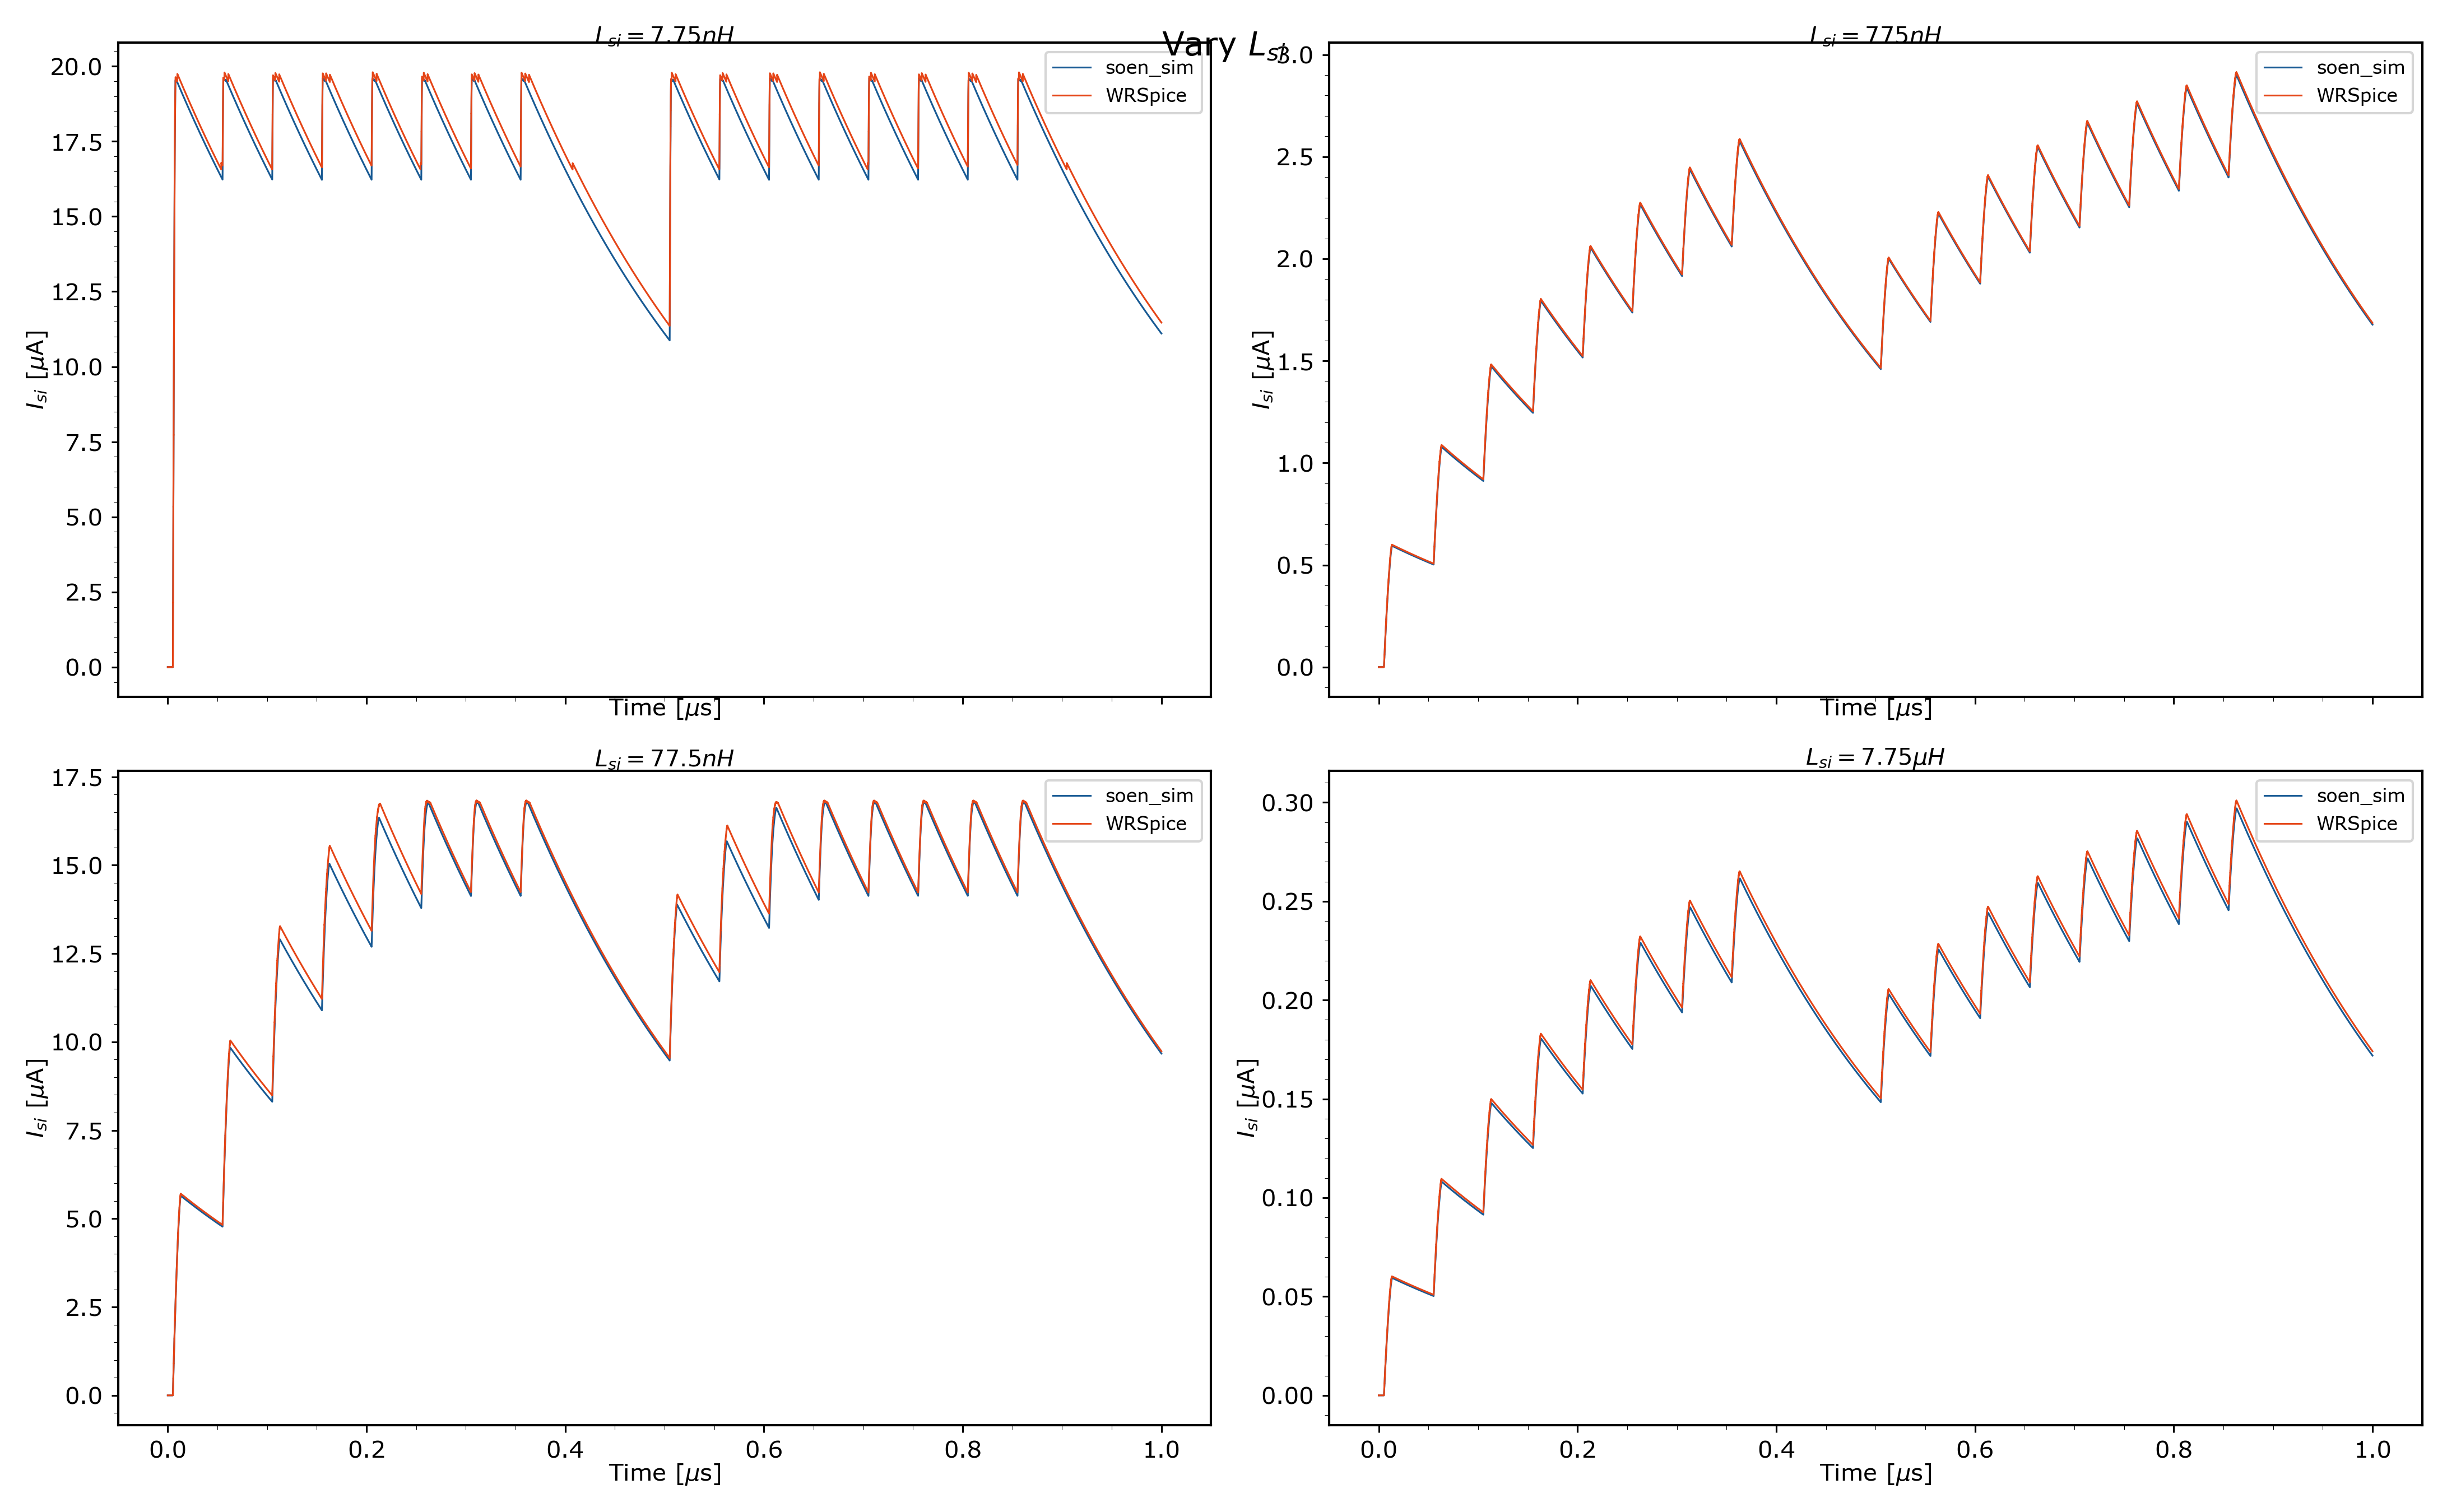 Vary L_si
L_si = 7.75nH
I_si [μA]
20.0
17.5
15.0
12.5
10.0
7.5
5.0
2.5
0.0
soen_sim
WRSpice
Time [μs]
L_si = 775nH
I_si [μA]
3.0
2.5
2.0
1.5
1.0
0.5
0.0
soen_sim
WRSpice
Time [μs]
L_si = 77.5nH
I_si [μA]
17.5
15.0
12.5
10.0
7.5
5.0
2.5
0.0
soen_sim
WRSpice
0.0 0.2 0.4 0.6 0.8 1.0
Time [μs]
L_si = 7.75μH
I_si [μA]
0.30
0.25
0.20
0.15
0.10
0.05
0.00
soen_sim
WRSpice
0.0 0.2 0.4 0.6 0.8 1.0
Time [μs]